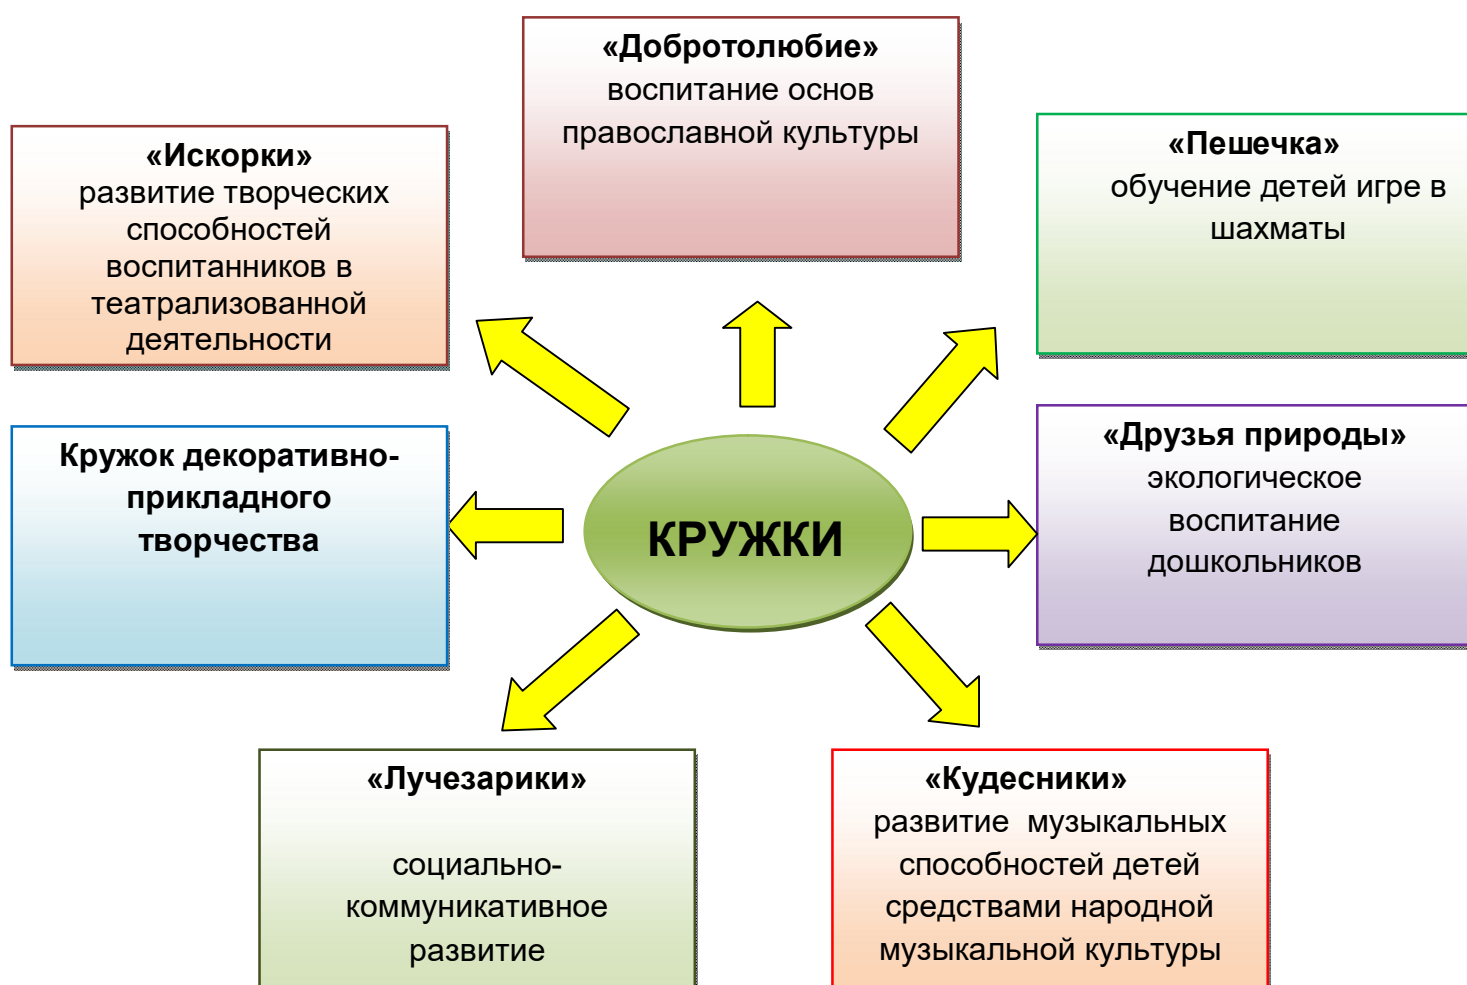 «Добротолюбие»
воспитание основ
православной культуры
«Искорки»
развитие творческих
способностей
воспитанников в
театрализованной
деятельности
«Пешечка»
обучение детей игре в
шахматы
Кружок декоративно-
прикладного
творчества
КРУЖКИ
«Друзья природы»
экологическое
воспитание
дошкольников
«Лучезарики»
социально-
коммуникативное
развитие
«Кудесники»
развитие музыкальных
способностей детей
средствами народной
музыкальной культуры